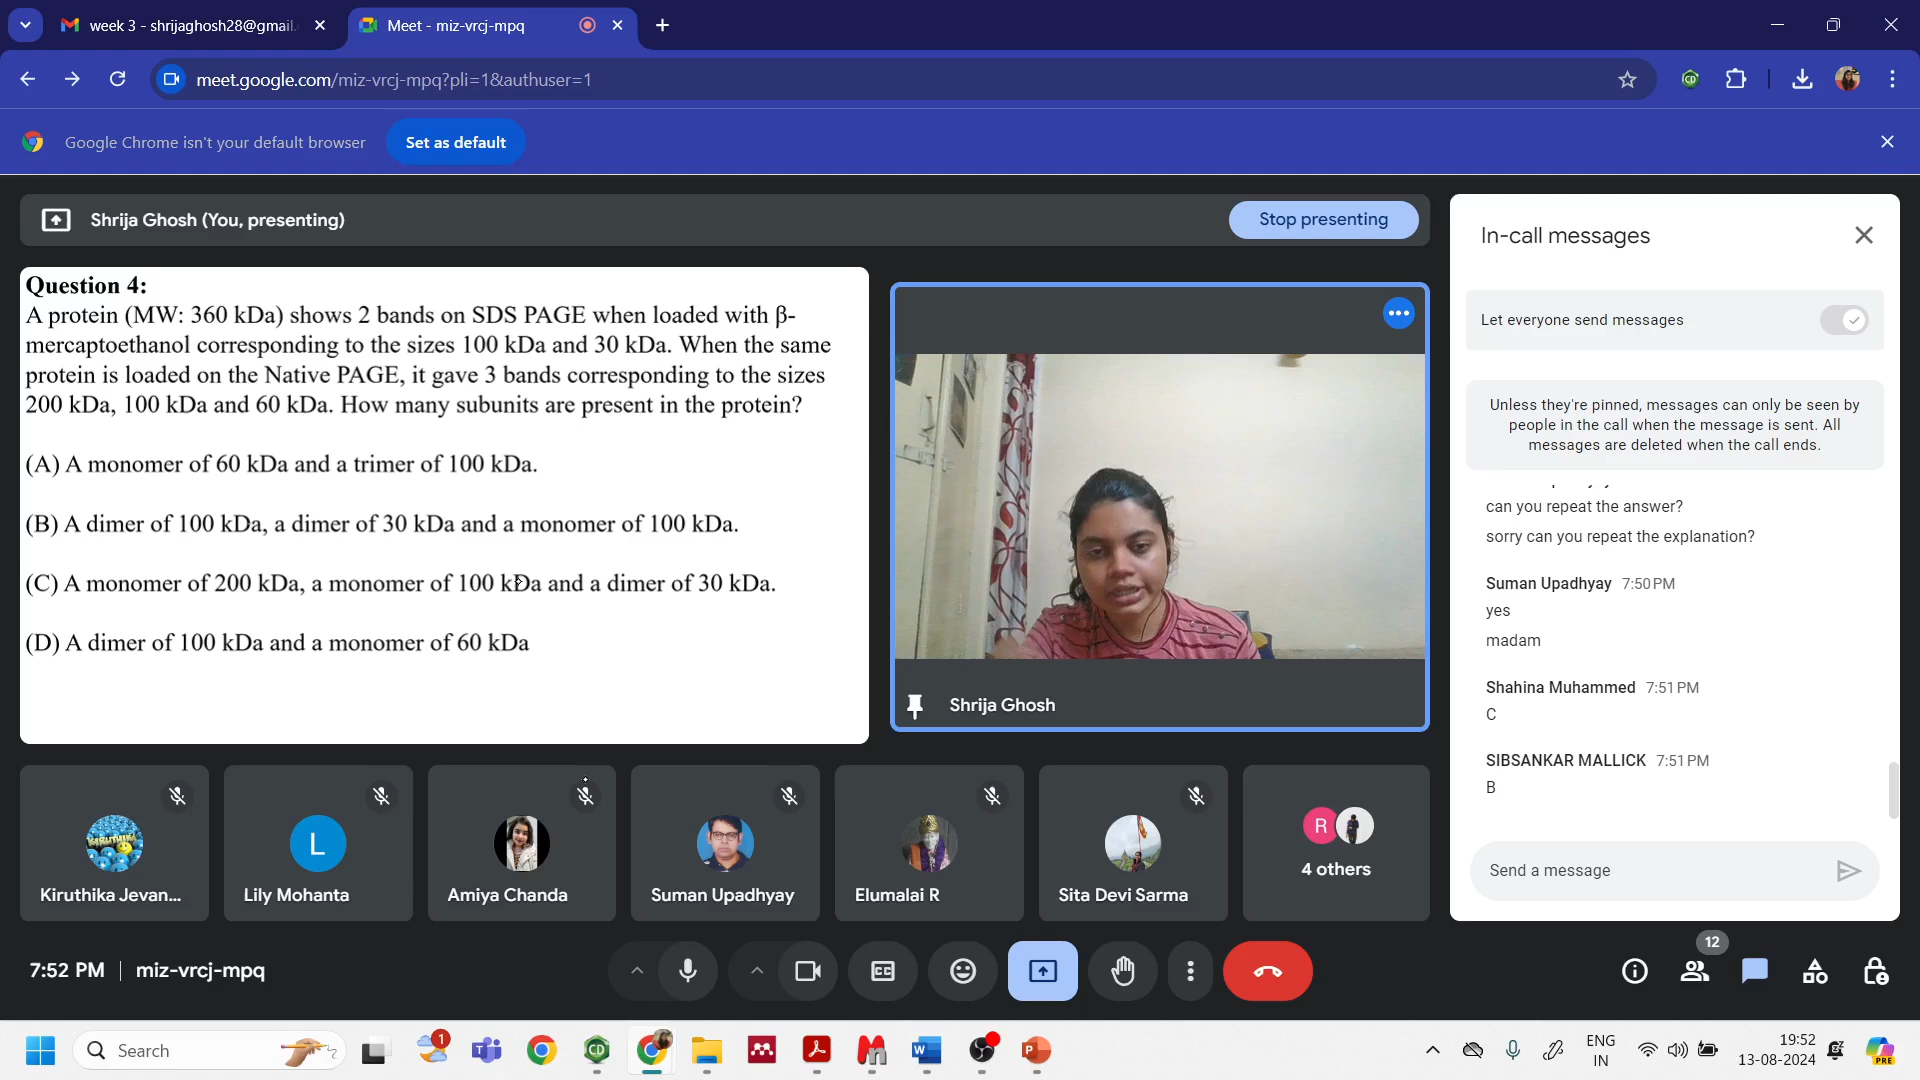 week 3 - shrijaghosh28@gmail.
Meet - miz-vrcj-mpq
meet.google.com/miz-vrcj-mpq?pli=1&authuser=1
Google Chrome isn't your default browser
Set as default
Shrija Ghosh (You, presenting)
Stop presenting
Question 4:
A protein (MW: 360 kDa) shows 2 bands on SDS PAGE when loaded with β-
mercaptoethanol corresponding to the sizes 100 kDa and 30 kDa. When the same
protein is loaded on the Native PAGE, it gave 3 bands corresponding to the sizes
200 kDa, 100 kDa and 60 kDa. How many subunits are present in the protein?
(A) A monomer of 60 kDa and a trimer of 100 kDa.
(B) A dimer of 100 kDa, a dimer of 30 kDa and a monomer of 100 kDa.
(C) A monomer of 200 kDa, a monomer of 100 kDa and a dimer of 30 kDa.
(D) A dimer of 100 kDa and a monomer of 60 kDa
Shrija Ghosh
In-call messages
Let everyone send messages
Unless they're pinned, messages can only be seen by
people in the call when the message is sent. All
messages are deleted when the call ends.
can you repeat the answer?
sorry can you repeat the explanation?
Suman Upadhyay 7:50 PM
yes
madam
Shahina Muhammed 7:51 PM
C
SIBSANKAR MALLICK 7:51 PM
B
Send a message
Kiruthika Jevan...
L
Lily Mohanta
Amiya Chanda
Suman Upadhyay
Elumalai R
Sita Devi Sarma
R
4 others
7:52 PM | miz-vrcj-mpq
12
Search
1
ENG
IN
19:52
13-08-2024